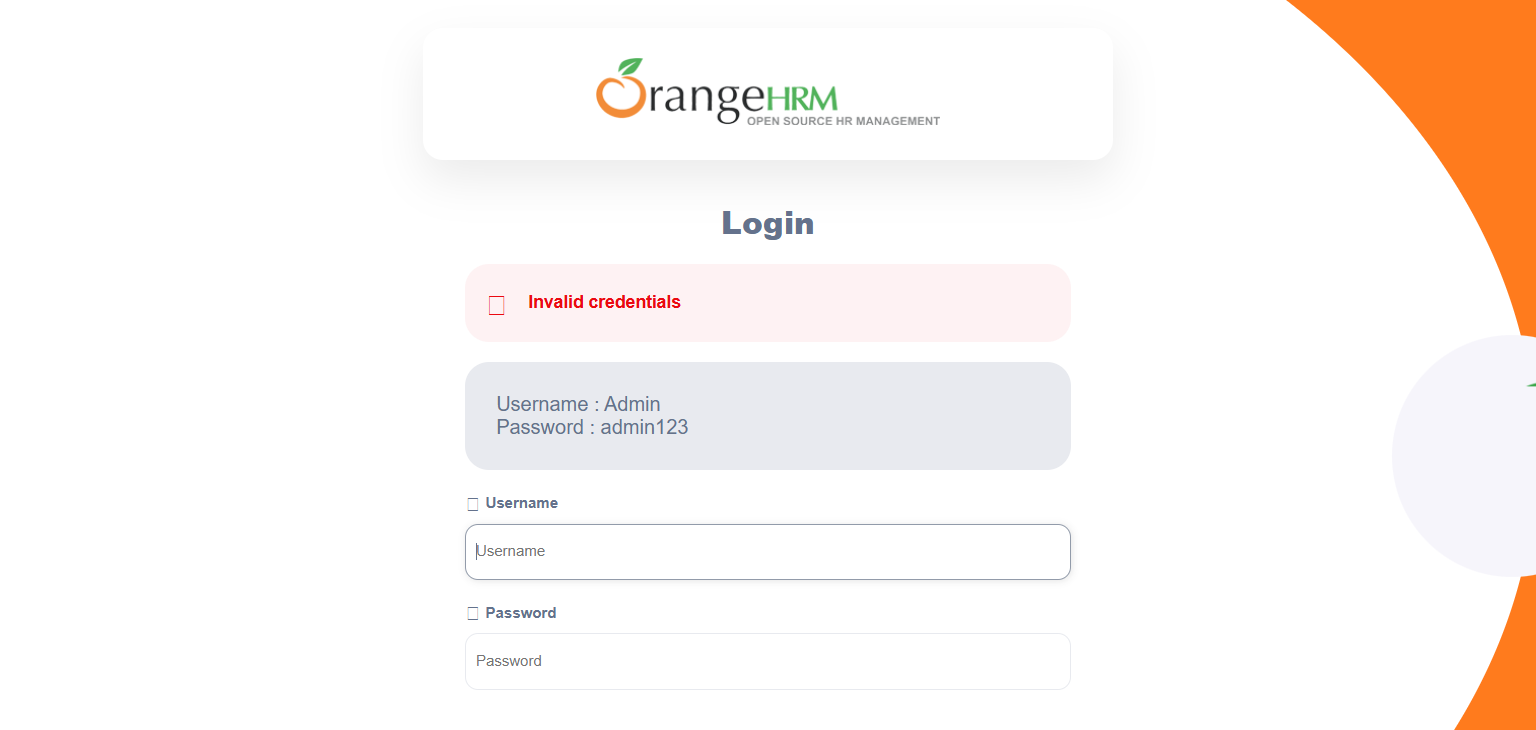 OrangeHRM
OPEN SOURCE HR MANAGEMENT
Login
Invalid credentials
Username : Admin
Password : admin123
Username
Username
Password
Password